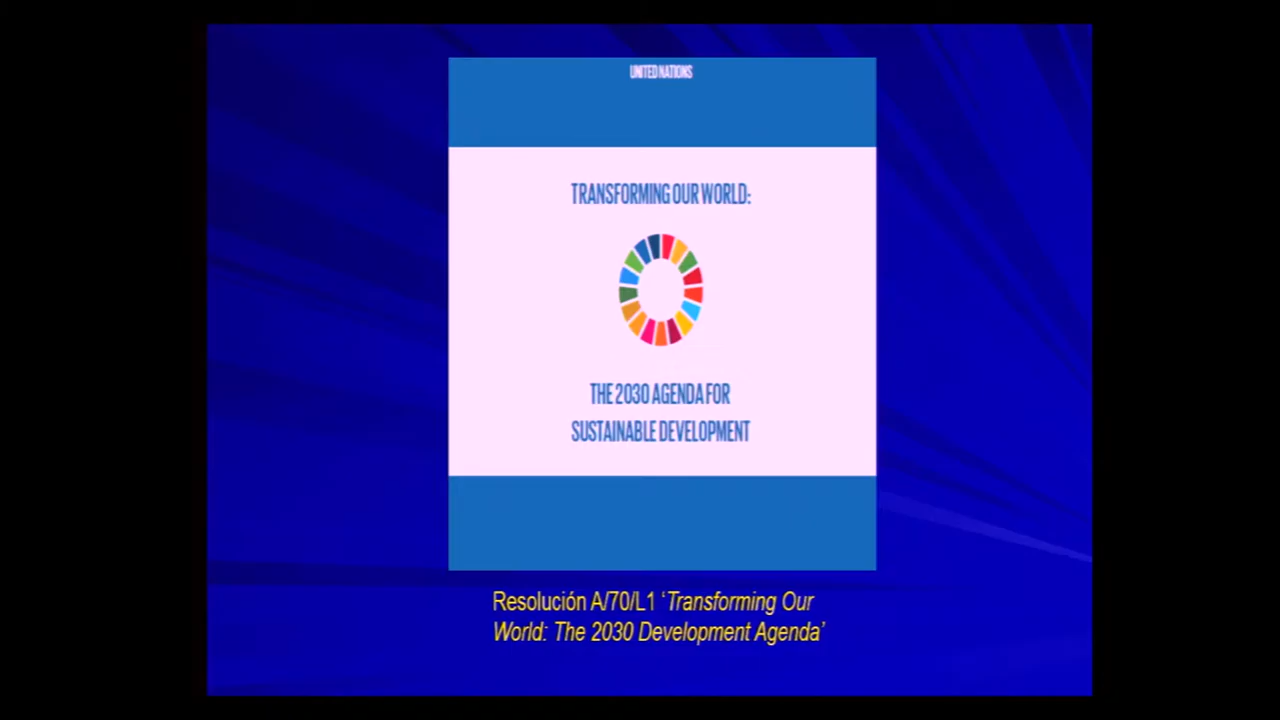 UNITED NATIONS
TRANSFORMING OUR WORLD:
THE 2030 AGENDA FOR
SUSTAINABLE DEVELOPMENT
Resolución A/70/L1 ‘Transforming Our
World: The 2030 Development Agenda’